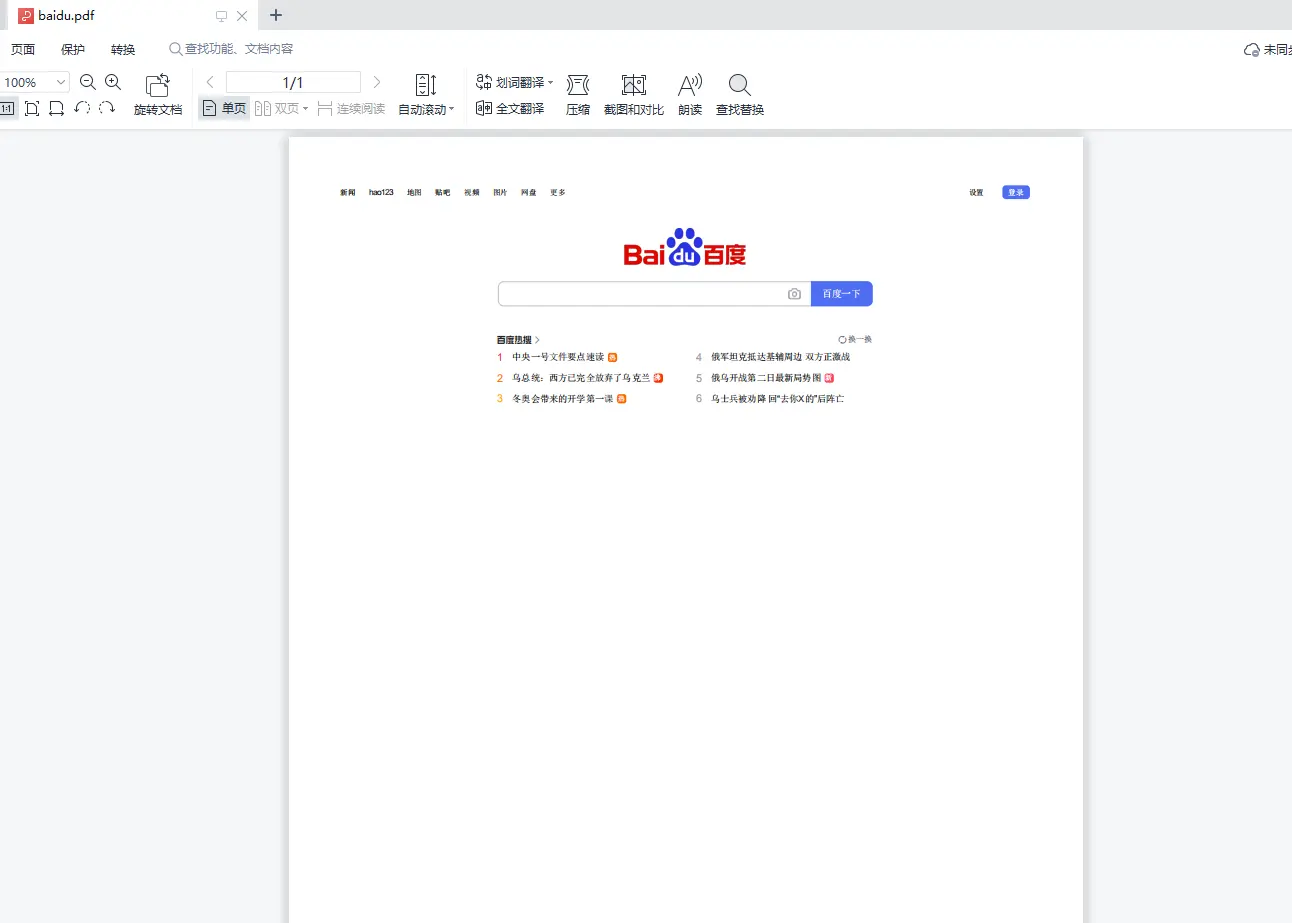 baidu.pdf
页面 保护 转换 查找功能、文档内容 未同步
100% 1/1 划词翻译
1:1 旋转文档 单页 双页 连续阅读 自动滚动 全文翻译 压缩 截图和对比 朗读 查找替换
新闻 hao123 地图 贴吧 视频 图片 网盘 更多 设置 登录
Bai du 百度
百度一下
百度热搜 换一换
1 中央一号文件要点速读 热 4 俄军坦克抵达基辅周边 双方正激战
2 乌总统：西方已完全放弃了乌克兰 5 俄乌开战第二日最新局势图 新
3 冬奥会带来的开学第一课 热 6 乌士兵被劝降 回“去你X的”后阵亡